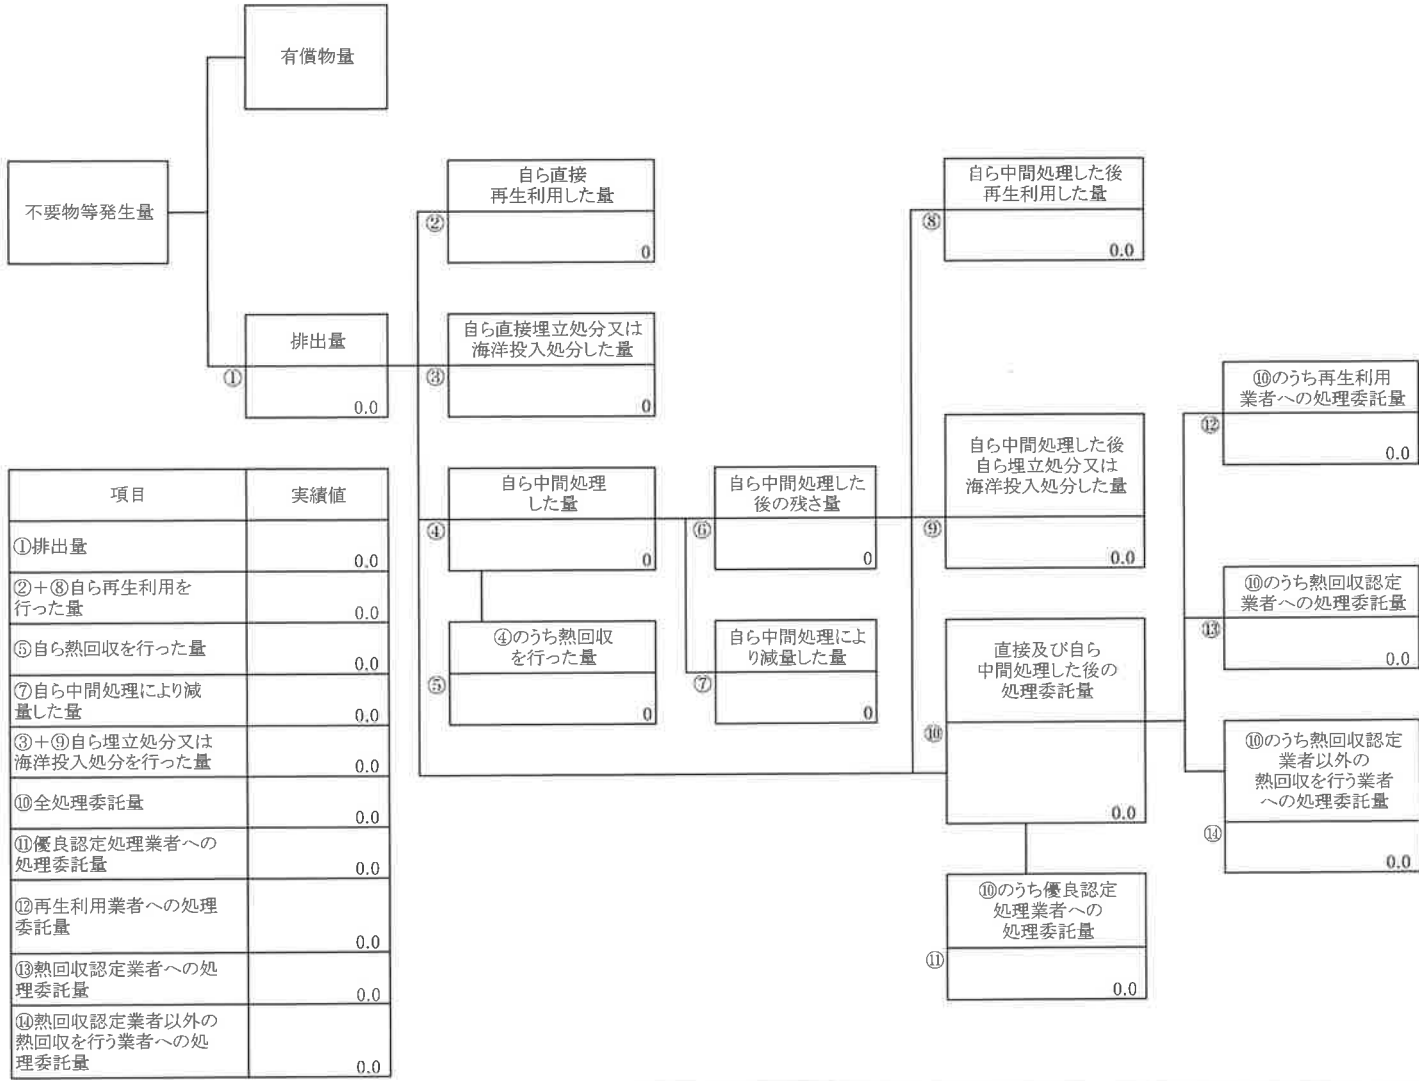 有償物量
不要物等発生量
排出量
①
0.0
自ら直接
再生利用した量
②
0
自ら直接埋立処分又は
海洋投入処分した量
③
0
自ら中間処理
した量
④
0
④のうち熱回収
を行った量
⑤
0
自ら中間処理した
後の残さ量
⑥
0
自ら中間処理によ
り減量した量
⑦
0
自ら中間処理した後
再生利用した量
⑧
0.0
自ら中間処理した後
自ら埋立処分又は
海洋投入処分した量
⑨
0.0
直接及び自ら
中間処理した後の
処理委託量
⑩
0.0
⑩のうち優良認定
処理業者への
処理委託量
⑪
0.0
⑩のうち再生利用
業者への処理委託量
⑫
0.0
⑩のうち熱回収認定
業者への処理委託量
⑬
0.0
⑩のうち熱回収認定
業者以外の
熱回収を行う業者
への処理委託量
⑭
0.0
項目 実績値
①排出量
0.0
②+⑧自ら再生利用を
行った量
0.0
⑤自ら熱回収を行った量
0.0
⑦自ら中間処理により減
量した量
0.0
③+⑨自ら埋立処分又は
海洋投入処分を行った量
0.0
⑩全処理委託量
0.0
⑪優良認定処理業者への
処理委託量
0.0
⑫再生利用業者への処理
委託量
0.0
⑬熱回収認定業者への処
理委託量
0.0
⑭熱回収認定業者以外の
熱回収を行う業者への処
理委託量
0.0